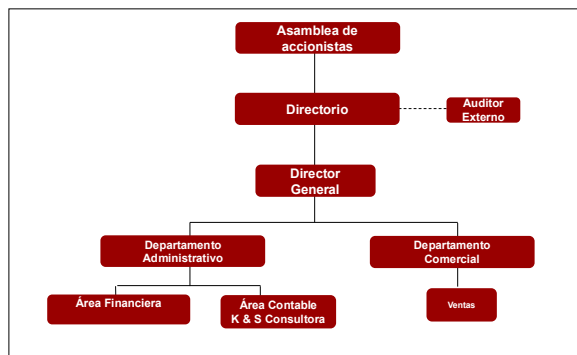 Asamblea de
accionistas
Directorio
Auditor
Externo
Director
General
Departamento
Administrativo
Departamento
Comercial
Área Financiera
Área Contable
K & S Consultora
Ventas